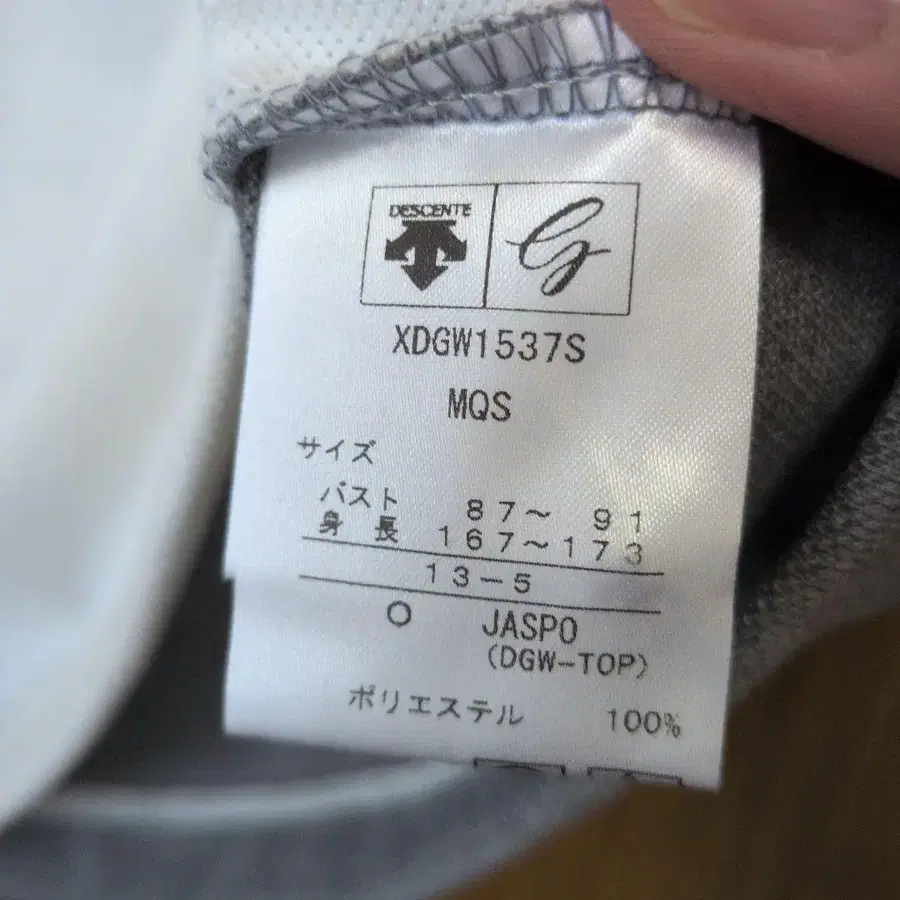 DESCENTE
G
XDGW1537S
MQS
サイズ
バスト 87～ 91
身 長 167～173
13-5
○ JASPO
(DGW-TOP)
ポリエステル 100%